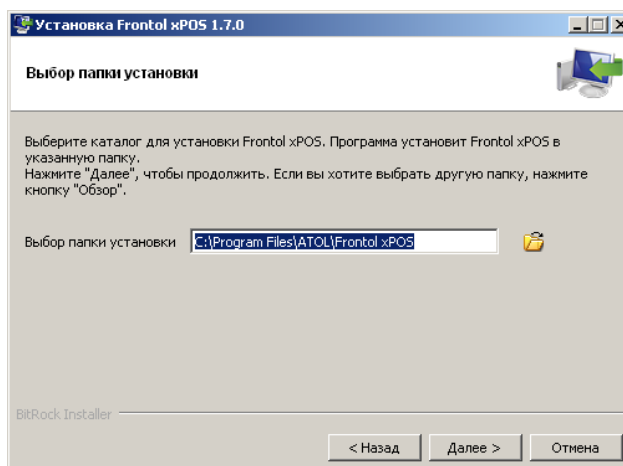 Установка Frontol xPOS 1.7.0
Выбор папки установки
Выберите каталог для установки Frontol xPOS. Программа установит Frontol xPOS в
указанную папку.
Нажмите "Далее", чтобы продолжить. Если вы хотите выбрать другую папку, нажмите
кнопку "Обзор".
Выбор папки установки C:\Program Files\ATOL\Frontol xPOS
BitRock Installer
< Назад Далее > Отмена